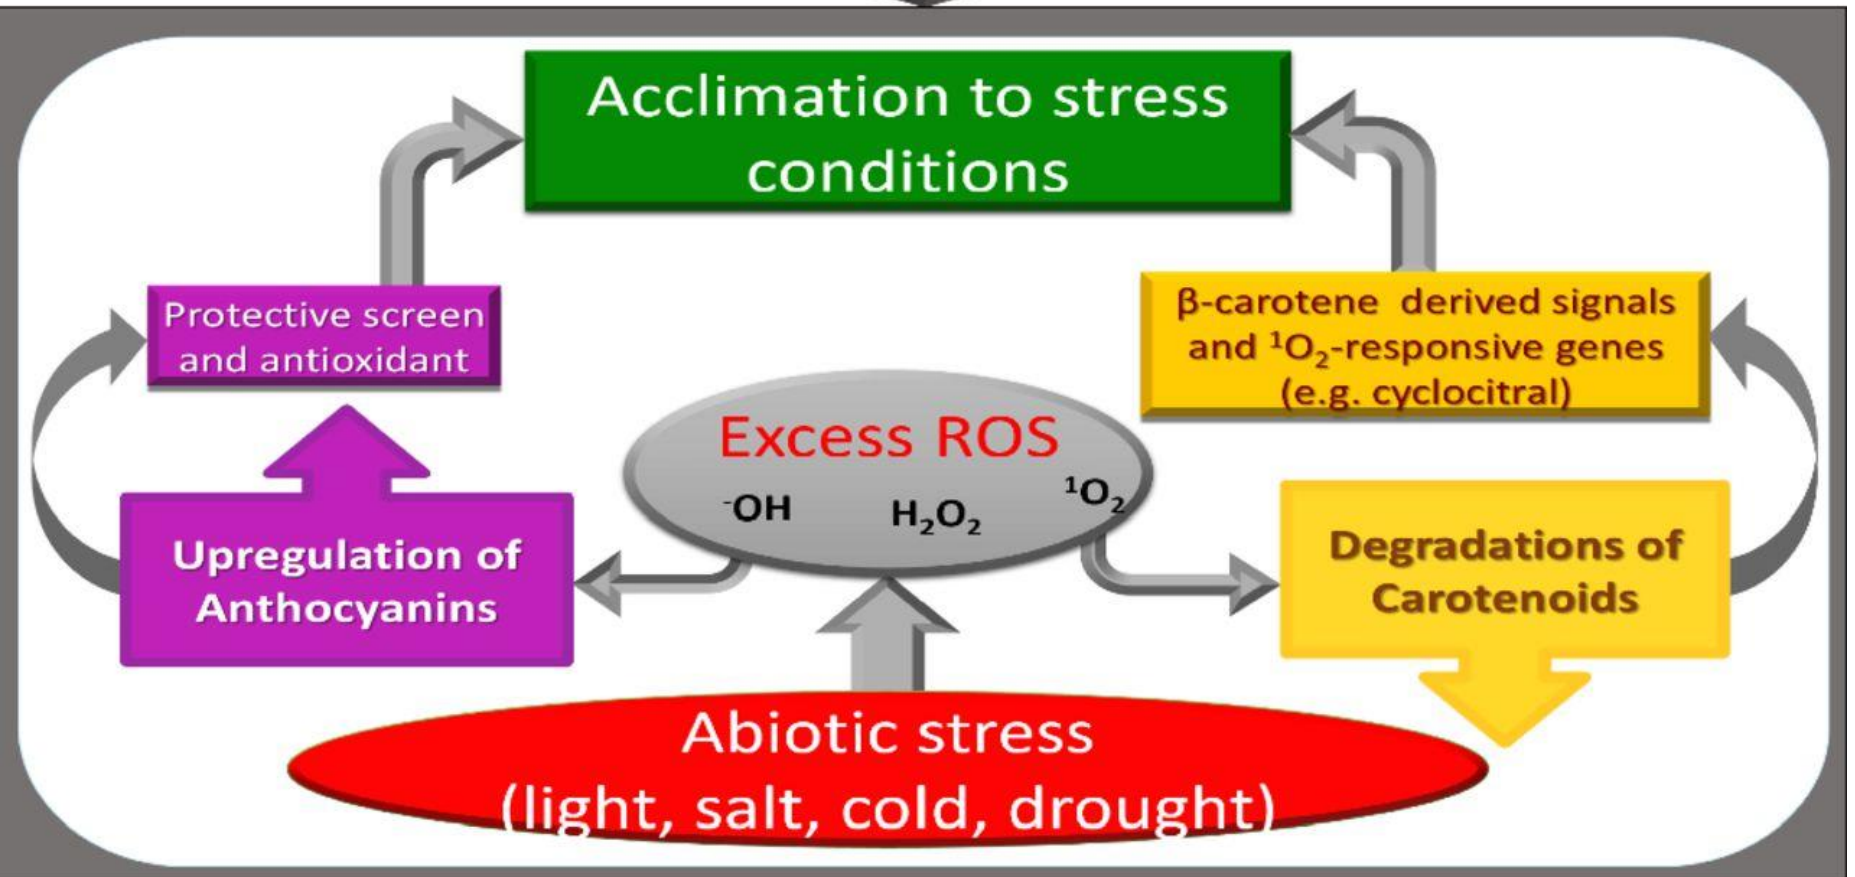 Acclimation to stress
conditions
Protective screen
and antioxidant
β-carotene derived signals
and ¹O₂-responsive genes
(e.g. cyclocitral)
Excess ROS
⁻OH H₂O₂ ¹O₂
Upregulation of
Anthocyanins
Degradations of
Carotenoids
Abiotic stress
(light, salt, cold, drought)